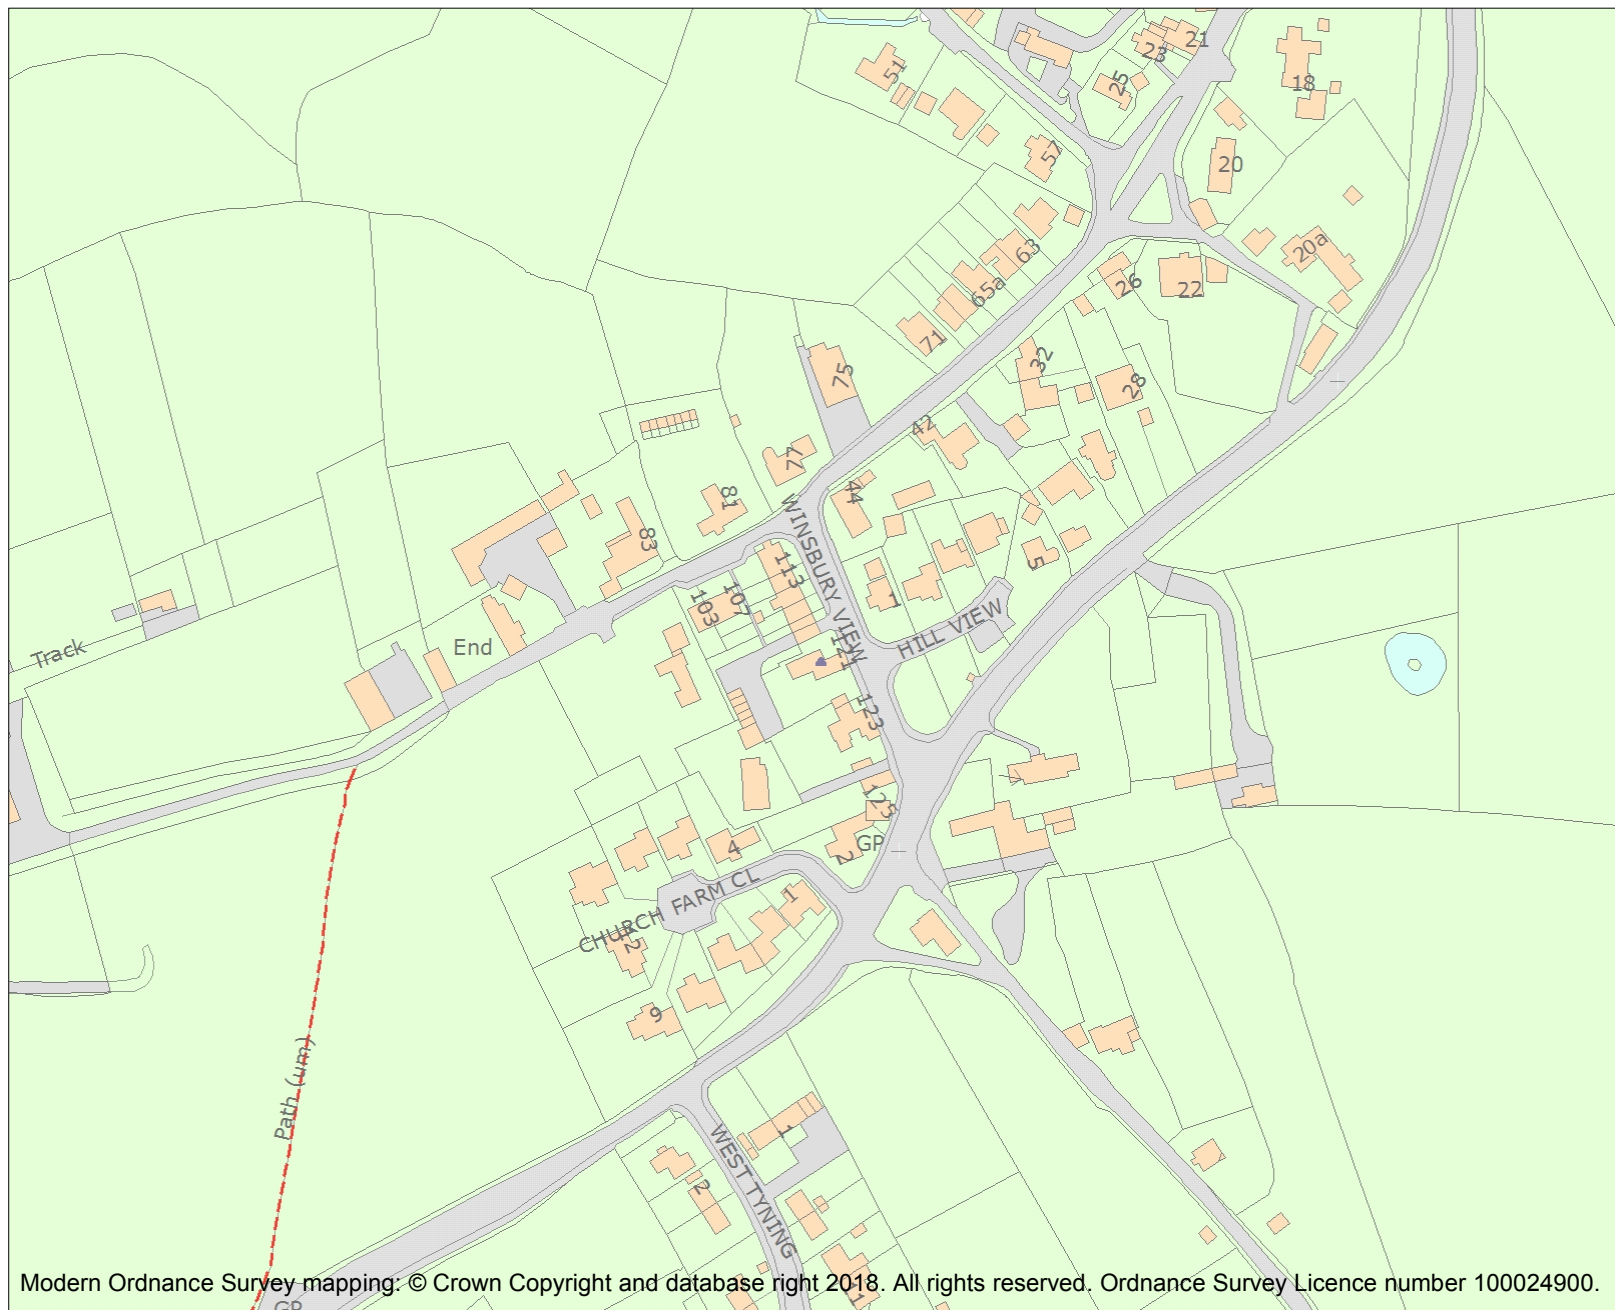 21
23
51
25
18
57
20
63
20a
65a
26
22
71
32
75
28
42
77
44
81
WINSBURY VIEW
83
5
113
107
103
1
HILL VIEW
121
End
Track
123
125
GP
4
2
CHURCH FARM CL
1
12
9
Path (um)
1
WEST TYNING
2
11
GP
Modern Ordnance Survey mapping: © Crown Copyright and database right 2018. All rights reserved. Ordnance Survey Licence number 100024900.